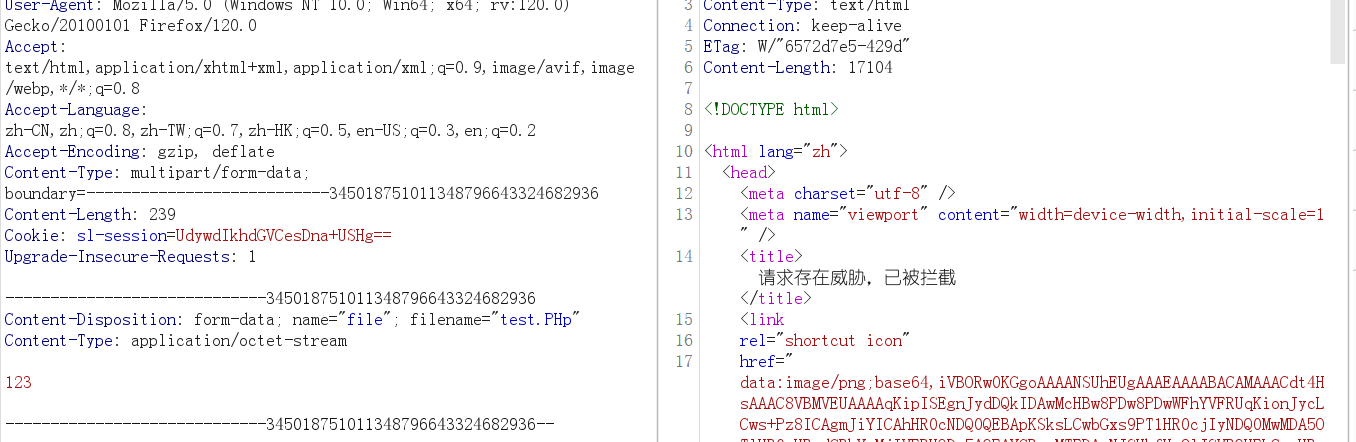 User-Agent: Mozilla/5.0 (Windows NT 10.0; Win64; x64; rv:120.0)
Gecko/20100101 Firefox/120.0
Accept:
text/html,application/xhtml+xml,application/xml;q=0.9,image/avif,image
/webp,*/*;q=0.8
Accept-Language:
zh-CN,zh;q=0.8,zh-TW;q=0.7,zh-HK;q=0.5,en-US;q=0.3,en;q=0.2
Accept-Encoding: gzip, deflate
Content-Type: multipart/form-data;
boundary=---------------------------345018751011348796643324682936
Content-Length: 239
Cookie: sl-session=UdywdIkhdGVCesDna+USHg==
Upgrade-Insecure-Requests: 1
-----------------------------345018751011348796643324682936
Content-Disposition: form-data; name="file"; filename="test.PHp"
Content-Type: application/octet-stream
123
-----------------------------345018751011348796643324682936--
3 Content-Type: text/html
4 Connection: keep-alive
5 ETag: W/"6572d7e5-429d"
6 Content-Length: 17104
7
8 <!DOCTYPE html>
9
10 <html lang="zh">
11 <head>
12 <meta charset="utf-8" />
13 <meta name="viewport" content="width=device-width,initial-scale=1
" />
14 <title>
请求存在威胁，已被拦截
</title>
15 <link
16 rel="shortcut icon"
17 href="
data:image/png;base64,iVBORw0KGgoAAAANSUhEUgAAAEAAAABACAMAAACdt4H
sAAAC8VBMVEUAAAAqKipISEgnJydDQkIDAwMcHBw8PDw8PDwWFhYVFRUqKionJycL
Cws+Pz8ICAgmJiYICAhHR0cNDQ0QEBApKSksLCwbGxs9PT1HR0cjIyNDQ0MwMDA5O